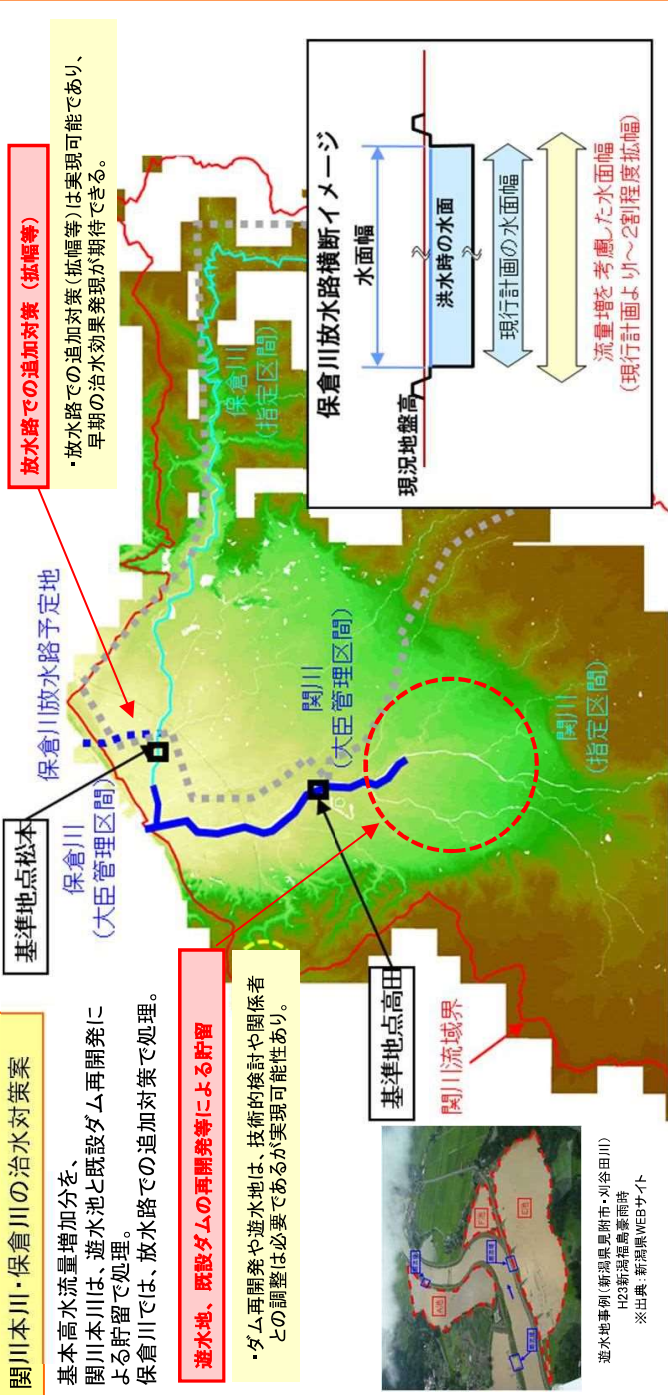 関川本川・保倉川の治水対策案
基本高水流量増加分を、
関川本川は、遊水池と既設ダム再開発に
よる貯留で処理。
保倉川では、放水路での追加対策で処理。
遊水地、既設ダムの再開発等による貯留
・ダム再開発や遊水地は、技術的検討や関係者
との調整は必要であるが実現可能性あり。
遊水地事例（新潟県見附市・刈谷田川）
H23新潟福島豪雨時
※出典：新潟県WEBサイト
基準地点松本
保倉川
（大臣管理区間）
保倉川放水路予定地
基準地点高田
関川流域界
関川
（大臣管理区間）
関川
（指定区間）
保倉川
（指定区間）
放水路での追加対策（拡幅等）
・放水路での追加対策（拡幅等）は実現可能であり、
早期の治水効果発現が期待できる。
保倉川放水路横断イメージ
水面幅
現況地盤高
洪水時の水面
現行計画の水面幅
流量増を考慮した水面幅
（現行計画より1～2割程度拡幅）